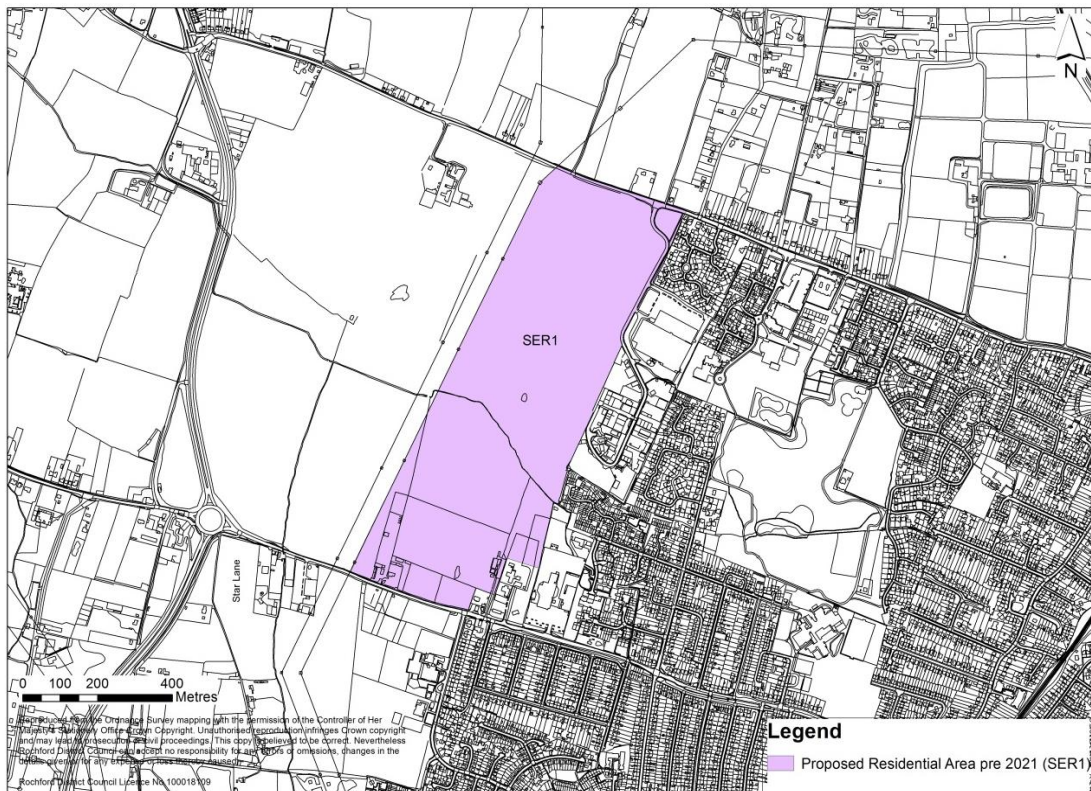 N
SER1
Star Lane
0 100 200 400
Metres
Reproduced from the Ordnance Survey mapping with the permission of the Controller of Her
Majesty's Stationery Office Crown Copyright. Unauthorised reproduction infringes Crown copyright
and may lead to prosecution or civil proceedings. This copy is believed to be correct. Nevertheless
Rochford District Council can accept no responsibility for any errors or omissions, changes in the
details given or for any expense or loss thereby caused.
Rochford District Council Licence No.100018109
Legend
Proposed Residential Area pre 2021 (SER1)